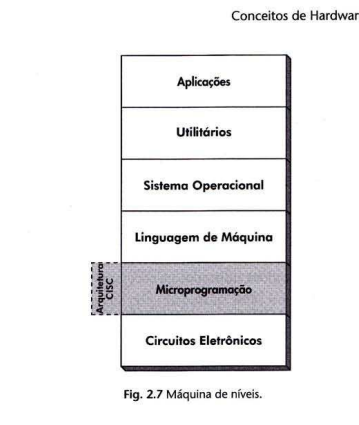 Conceitos de Hardwar
Aplicações
Utilitários
Sistema Operacional
Linguagem de Máquina
Arquitetura
CISC
Microprogramação
Circuitos Eletrônicos
Fig. 2.7 Máquina de níveis.